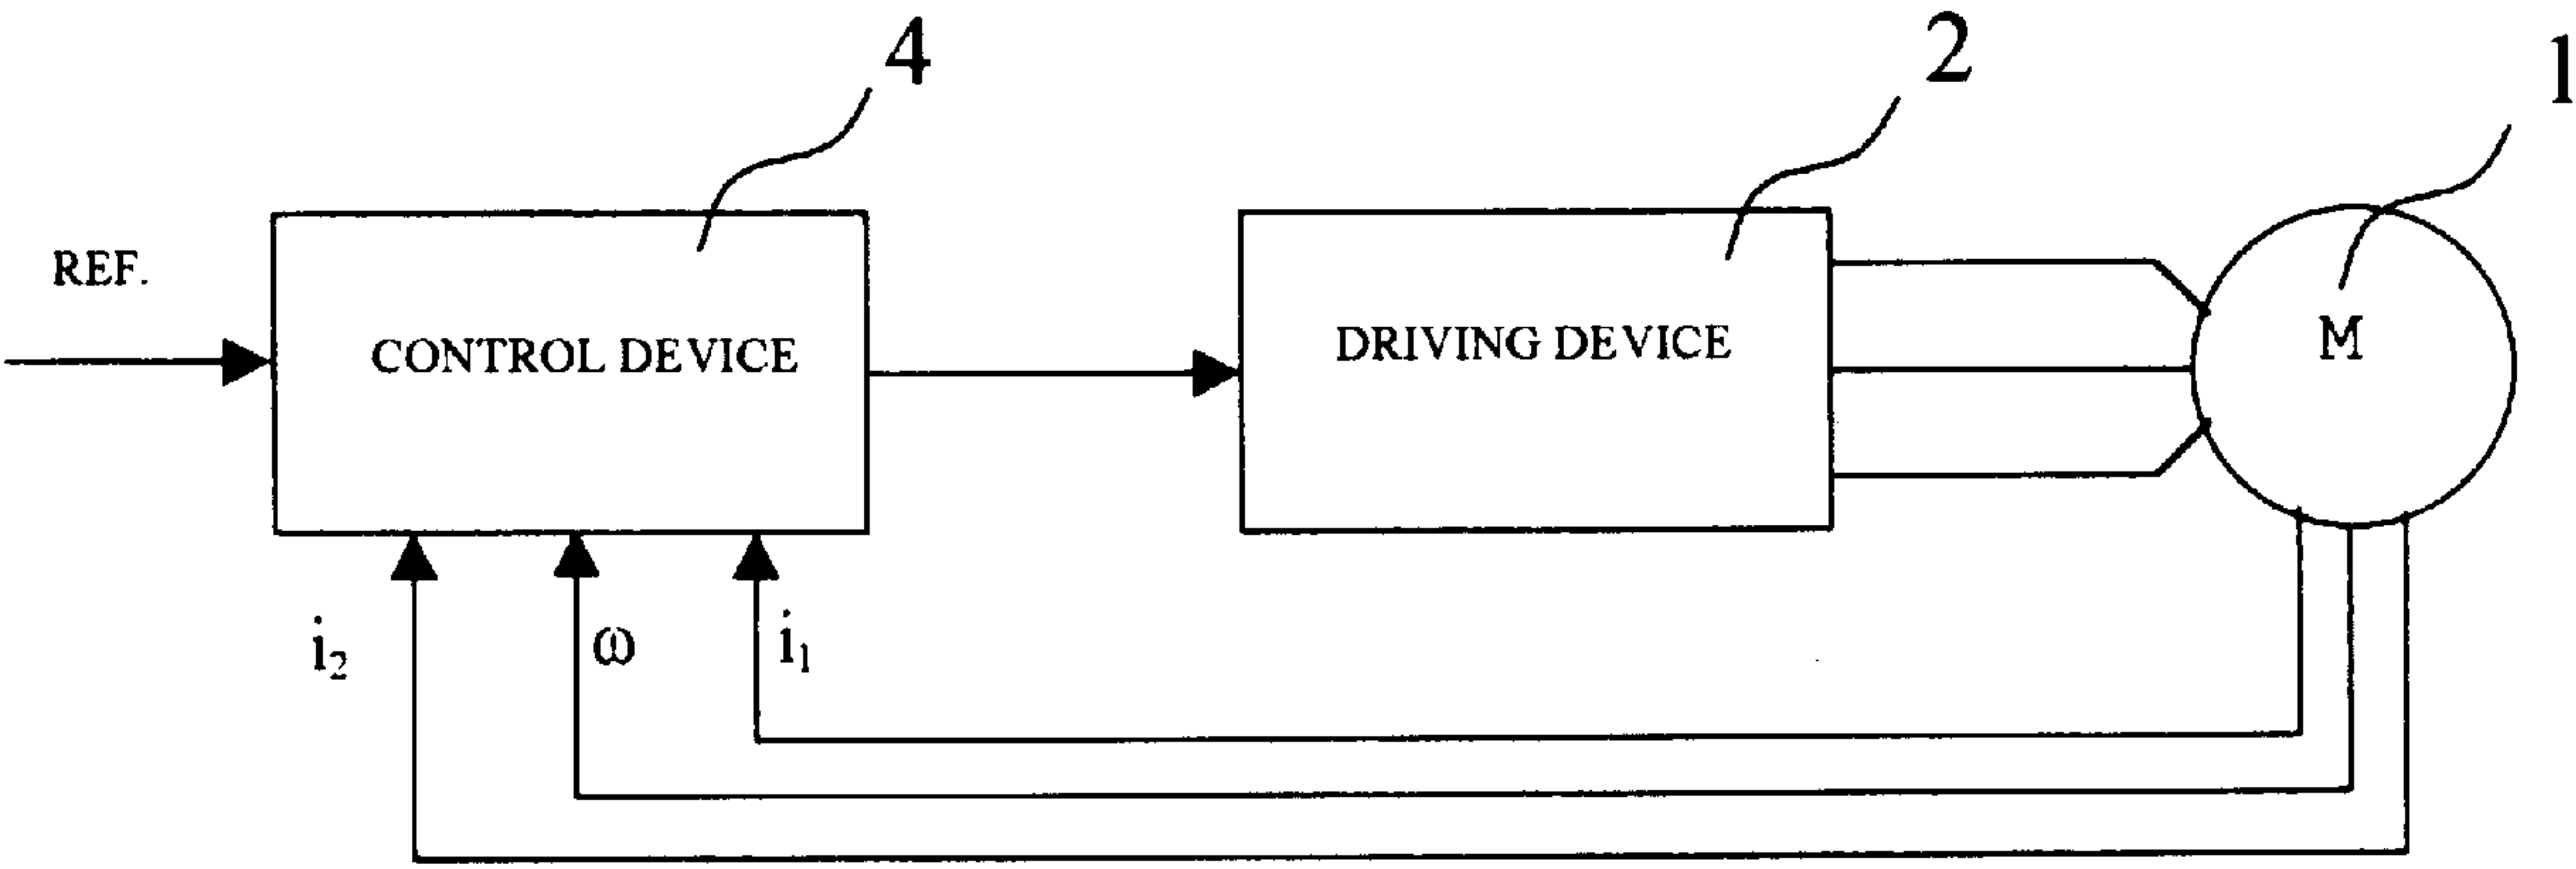 4
2
1
REF.
CONTROL DEVICE
DRIVING DEVICE
M
i₂
ω
i₁